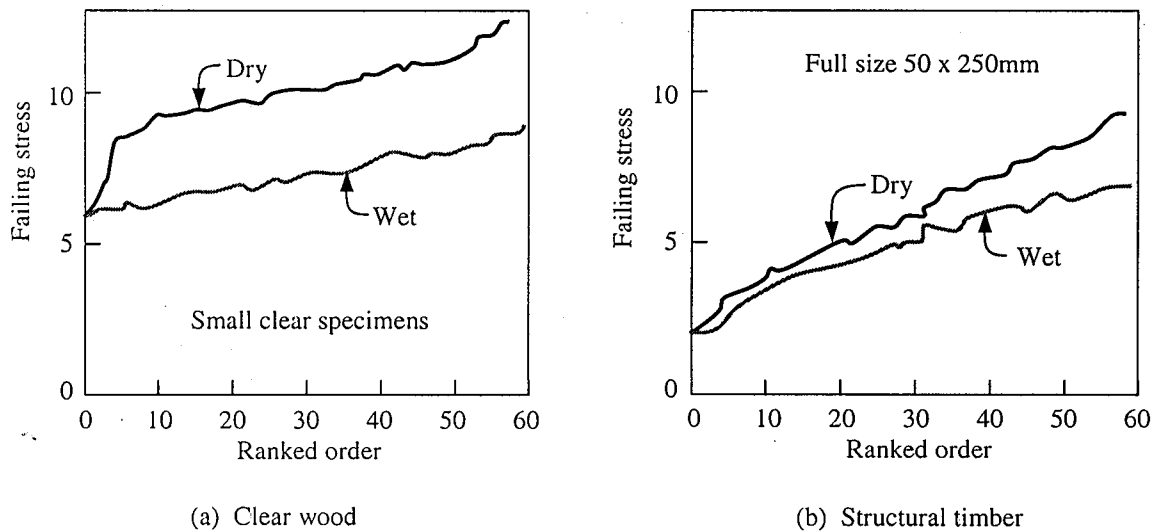 Failing stress
10
5
0
Dry
Wet
Small clear specimens
0 10 20 30 40 50 60
Ranked order
(a) Clear wood
Failing stress
10
5
0
Full size 50 x 250mm
Dry
Wet
0 10 20 30 40 50 60
Ranked order
(b) Structural timber